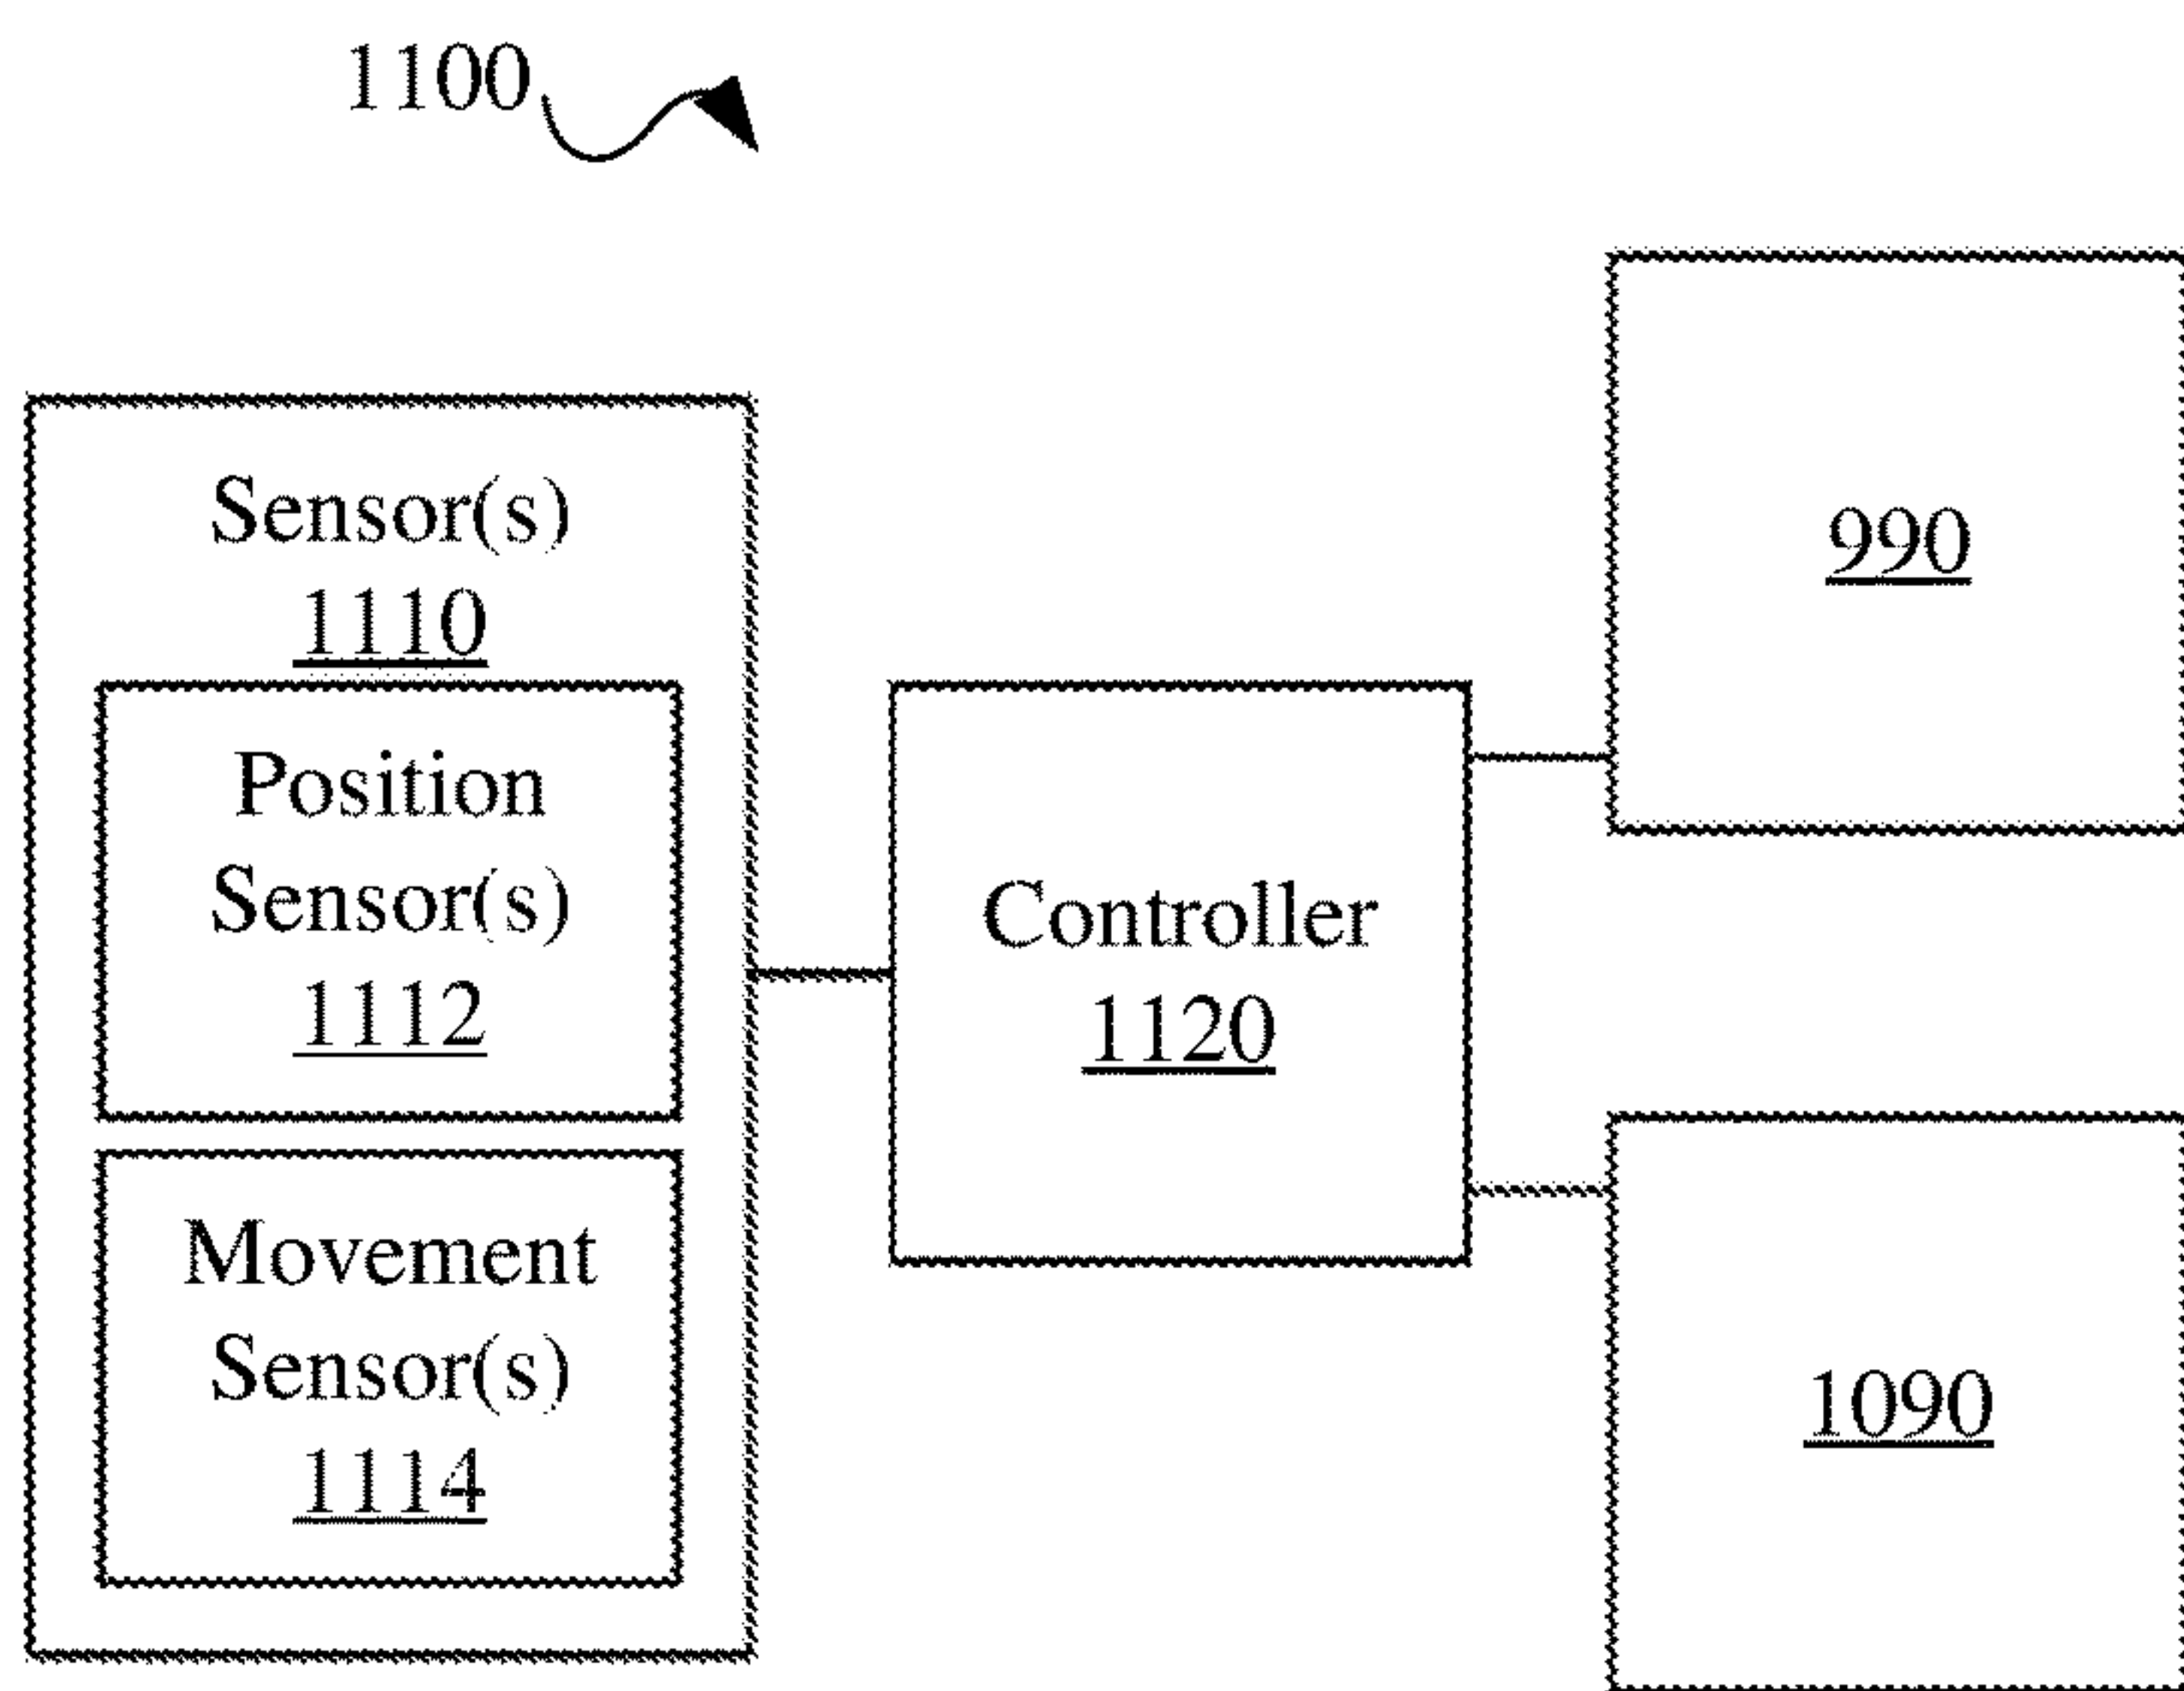 1100
Sensor(s)
1110
Position
Sensor(s)
1112
Movement
Sensor(s)
1114
Controller
1120
990
1090